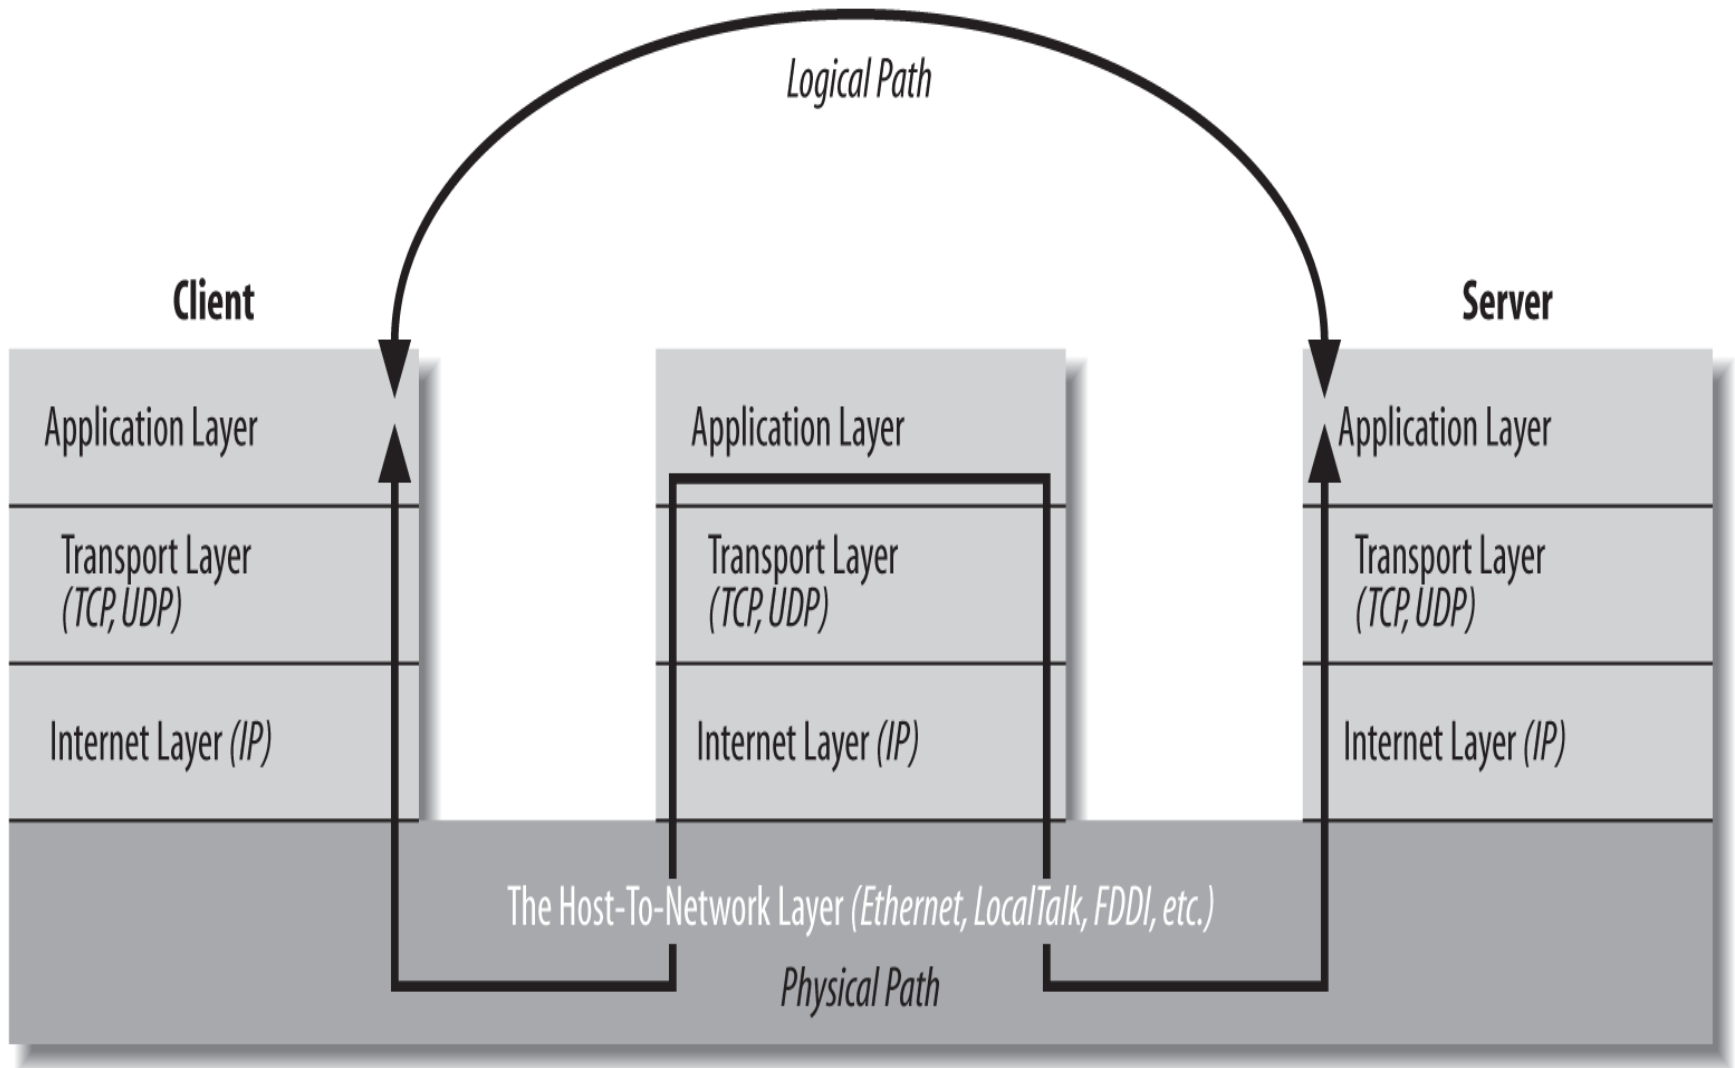 Logical Path
Client
Server
Application Layer
Application Layer
Application Layer
Transport Layer
(TCP, UDP)
Transport Layer
(TCP, UDP)
Transport Layer
(TCP, UDP)
Internet Layer (IP)
Internet Layer (IP)
Internet Layer (IP)
The Host-To-Network Layer (Ethernet, LocalTalk, FDDI, etc.)
Physical Path